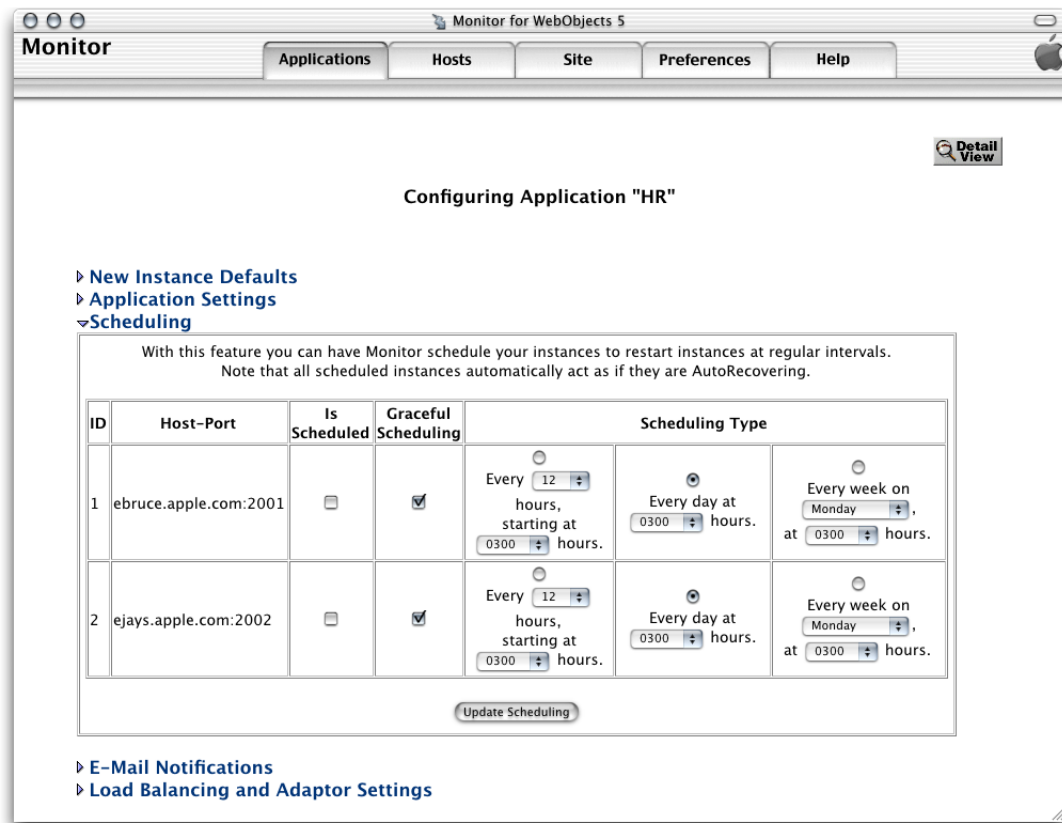 Monitor for WebObjects 5
Monitor
Applications
Hosts
Site
Preferences
Help
Detail
View
Configuring Application "HR"
New Instance Defaults
Application Settings
Scheduling
With this feature you can have Monitor schedule your instances to restart instances at regular intervals.
Note that all scheduled instances automatically act as if they are AutoRecovering.
ID
Host-Port
Is
Scheduled
Graceful
Scheduling
Scheduling Type
1
ebruce.apple.com:2001
Every 12
hours,
starting at
0300 hours.
Every day at
0300 hours.
Every week on
Monday ,
at 0300 hours.
2
ejays.apple.com:2002
Every 12
hours,
starting at
0300 hours.
Every day at
0300 hours.
Every week on
Monday ,
at 0300 hours.
Update Scheduling
E-Mail Notifications
Load Balancing and Adaptor Settings